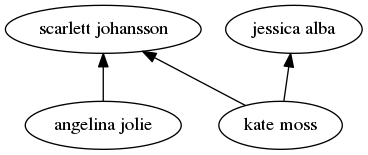 scarlett johansson
jessica alba
angelina jolie
kate moss